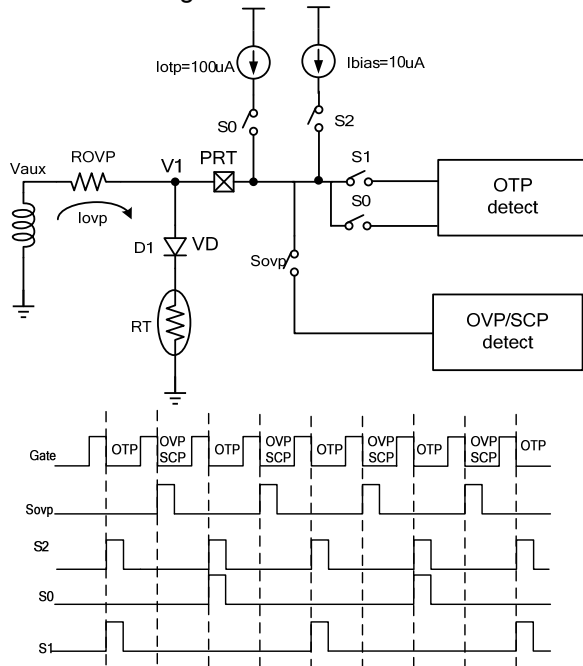 Iotp=100uA
Ibias=10uA
S0
S2
Vaux
ROVP
V1
PRT
S1
S0
OTP
detect
Iovp
D1
VD
Sovp
RT
OVP/SCP
detect
Gate
OTP
OVP
SCP
OTP
OVP
SCP
OTP
OVP
SCP
OTP
OVP
SCP
OTP
Sovp
S2
S0
S1